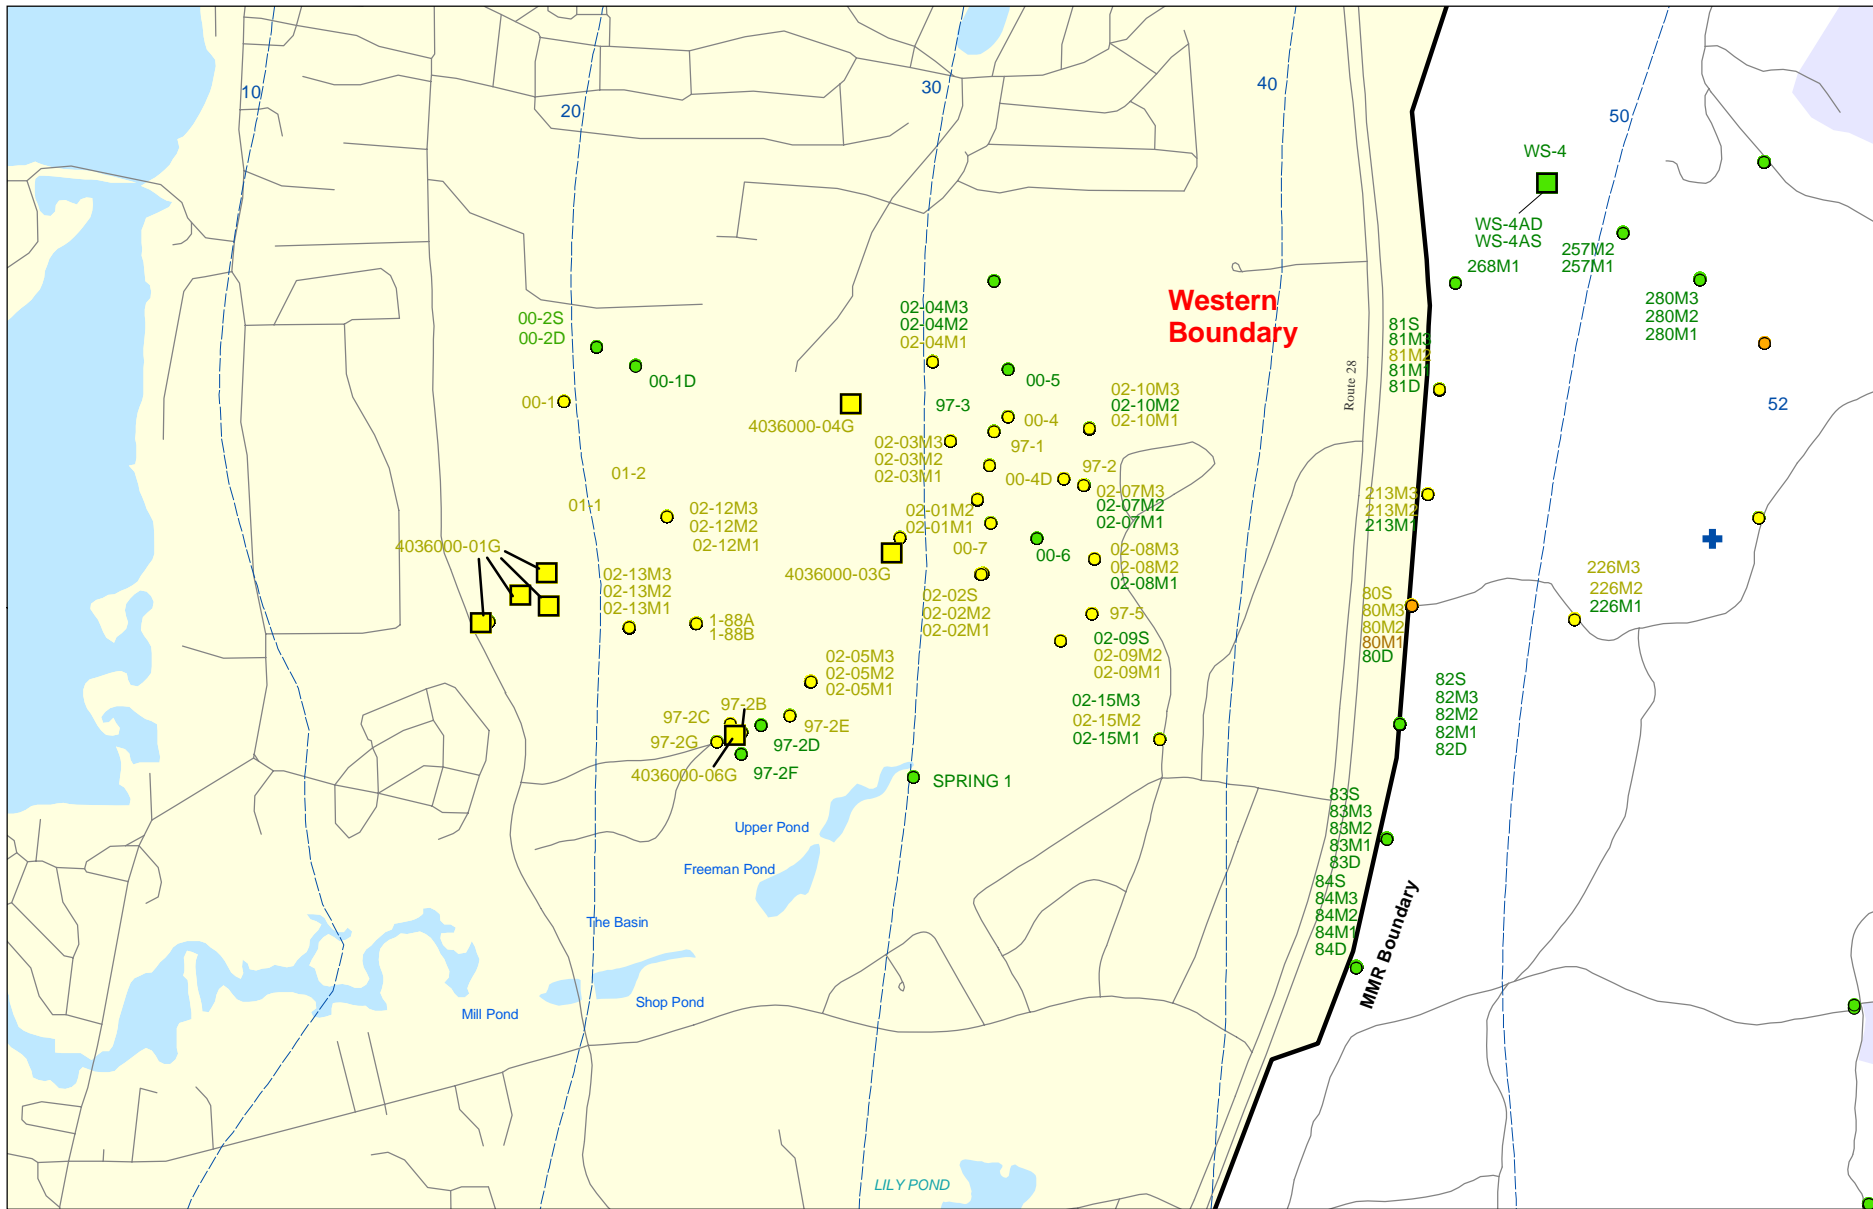 10
20
30
40
50
52
WS-4
WS-4AD
WS-4AS
268M1
257M2
257M1
280M3
280M2
280M1
Western
Boundary
Route 28
00-2S
00-2D
00-1D
00-1
02-04M3
02-04M2
02-04M1
00-5
97-3
4036000-04G
02-10M3
02-10M2
02-10M1
00-4
97-1
02-03M3
02-03M2
02-03M1
00-4D
97-2
02-07M3
02-07M2
02-07M1
81S
81M3
81M2
81M1
81D
213M3
213M2
213M1
01-2
01-1
02-12M3
02-12M2
02-12M1
02-01M2
02-01M1
00-7
00-6
4036000-01G
4036000-03G
02-08M3
02-08M2
02-08M1
02-13M3
02-13M2
02-13M1
1-88A
1-88B
02-02S
02-02M2
02-02M1
97-5
80S
80M3
80M2
80M1
80D
226M3
226M2
226M1
02-09S
02-09M2
02-09M1
02-05M3
02-05M2
02-05M1
97-2B
97-2C
97-2E
97-2G
97-2D
4036000-06G
97-2F
02-15M3
02-15M2
02-15M1
82S
82M3
82M2
82M1
82D
SPRING 1
83S
83M3
83M2
83M1
83D
84S
84M3
84M2
84M1
84D
MMR Boundary
Upper Pond
Freeman Pond
The Basin
Shop Pond
Mill Pond
LILY POND